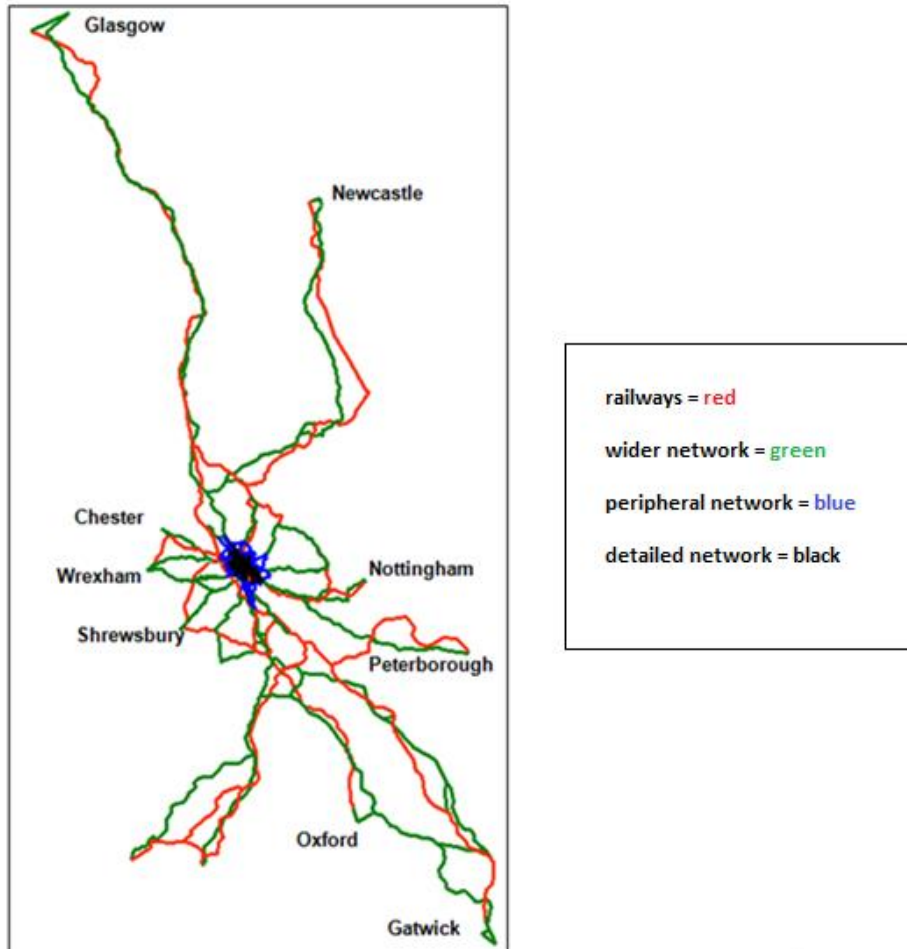 Glasgow
Newcastle
Chester
Wrexham
Nottingham
Shrewsbury
Peterborough
Oxford
Gatwick
railways = red
wider network = green
peripheral network = blue
detailed network = black